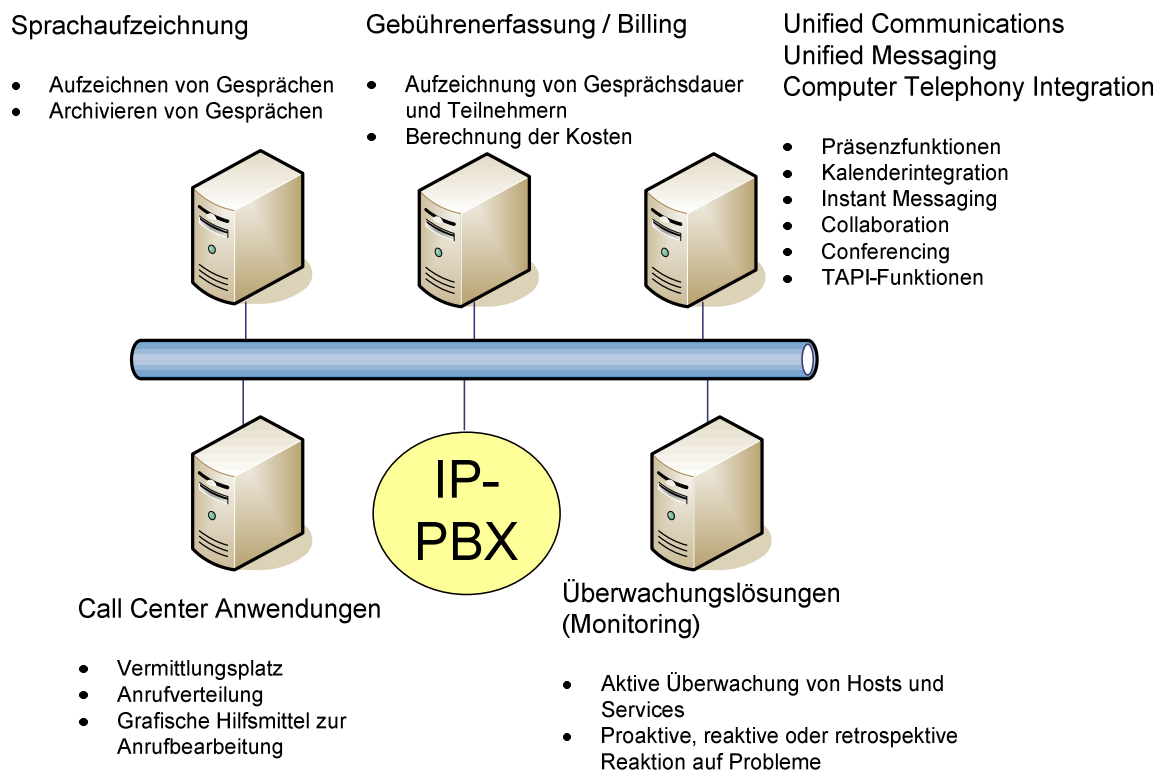 Sprachaufzeichnung
• Aufzeichnen von Gesprächen
• Archivieren von Gesprächen
Gebührenerfassung / Billing
• Aufzeichnung von Gesprächsdauer
und Teilnehmern
• Berechnung der Kosten
Unified Communications
Unified Messaging
Computer Telephony Integration
• Präsenzfunktionen
• Kalenderintegration
• Instant Messaging
• Collaboration
• Conferencing
• TAPI-Funktionen
IP-
PBX
Call Center Anwendungen
• Vermittlungsplatz
• Anrufverteilung
• Grafische Hilfsmittel zur
Anrufbearbeitung
Überwachungslösungen
(Monitoring)
• Aktive Überwachung von Hosts und
Services
• Proaktive, reaktive oder retrospektive
Reaktion auf Probleme